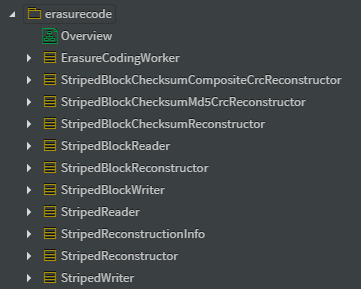 erasurecode
Overview
ErasureCodingWorker
StripedBlockChecksumCompositeCrcReconstructor
StripedBlockChecksumMd5CrcReconstructor
StripedBlockChecksumReconstructor
StripedBlockReader
StripedBlockReconstructor
StripedBlockWriter
StripedReader
StripedReconstructionInfo
StripedReconstructor
StripedWriter